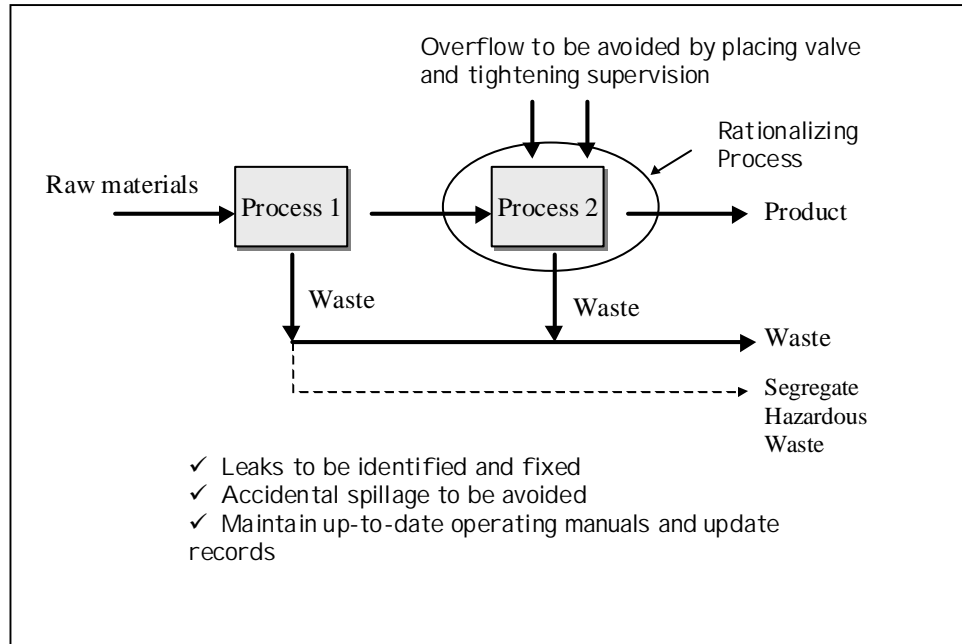 Overflow to be avoided by placing valve
and tightening supervision
Rationalizing
Process
Raw materials
Process 1
Process 2
Product
Waste
Waste
Waste
Segregate
Hazardous
Waste
✓ Leaks to be identified and fixed
✓ Accidental spillage to be avoided
✓ Maintain up-to-date operating manuals and update
records